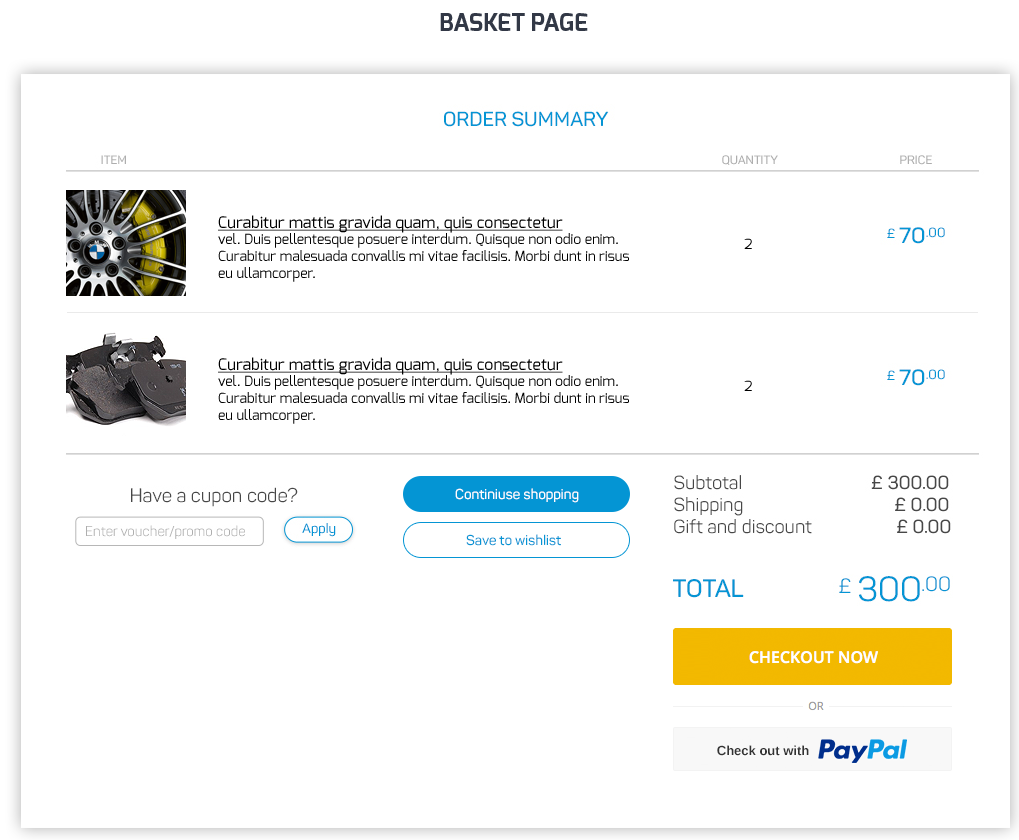 BASKET PAGE
ORDER SUMMARY
ITEM QUANTITY PRICE
Curabitur mattis gravida quam, quis consectetur
vel. Duis pellentesque posuere interdum. Quisque non odio enim.
Curabitur malesuada convallis mi vitae facilisis. Morbi dunt in risus
eu ullamcorper.
2
£ 70.00
Curabitur mattis gravida quam, quis consectetur
vel. Duis pellentesque posuere interdum. Quisque non odio enim.
Curabitur malesuada convallis mi vitae facilisis. Morbi dunt in risus
eu ullamcorper.
2
£ 70.00
Have a cupon code?
Enter voucher/promo code
Apply
Continiuse shopping
Save to wishlist
Subtotal £ 300.00
Shipping £ 0.00
Gift and discount £ 0.00
TOTAL £ 300.00
CHECKOUT NOW
OR
Check out with PayPal